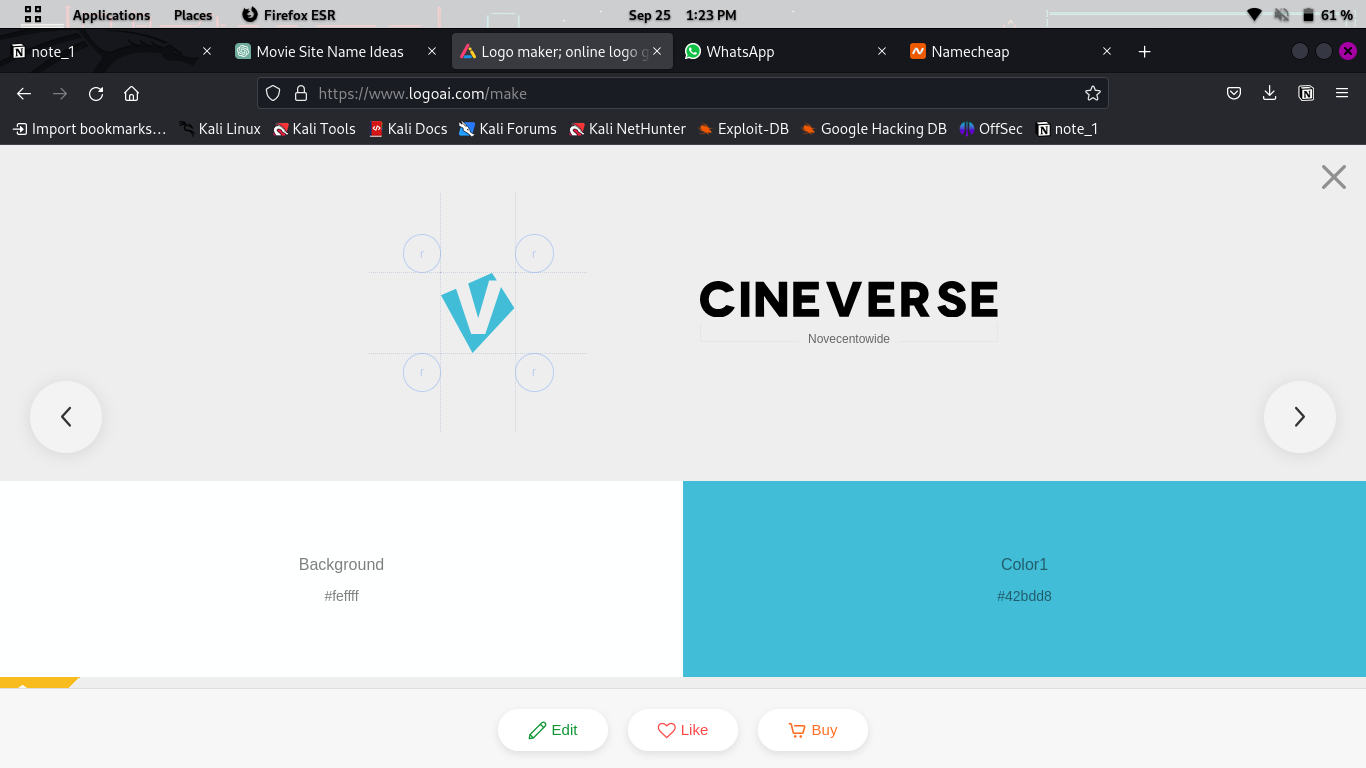 Applications Places Firefox ESR Sep 25 1:23 PM 61 %
note_1 Movie Site Name Ideas Logo maker; online logo g WhatsApp Namecheap
https://www.logoai.com/make
Import bookmarks... Kali Linux Kali Tools Kali Docs Kali Forums Kali NetHunter Exploit-DB Google Hacking DB OffSec note_1
r r
CINEVERSE
Novecentowide
r r
Background
#feffff
Color1
#42bdd8
Edit Like Buy